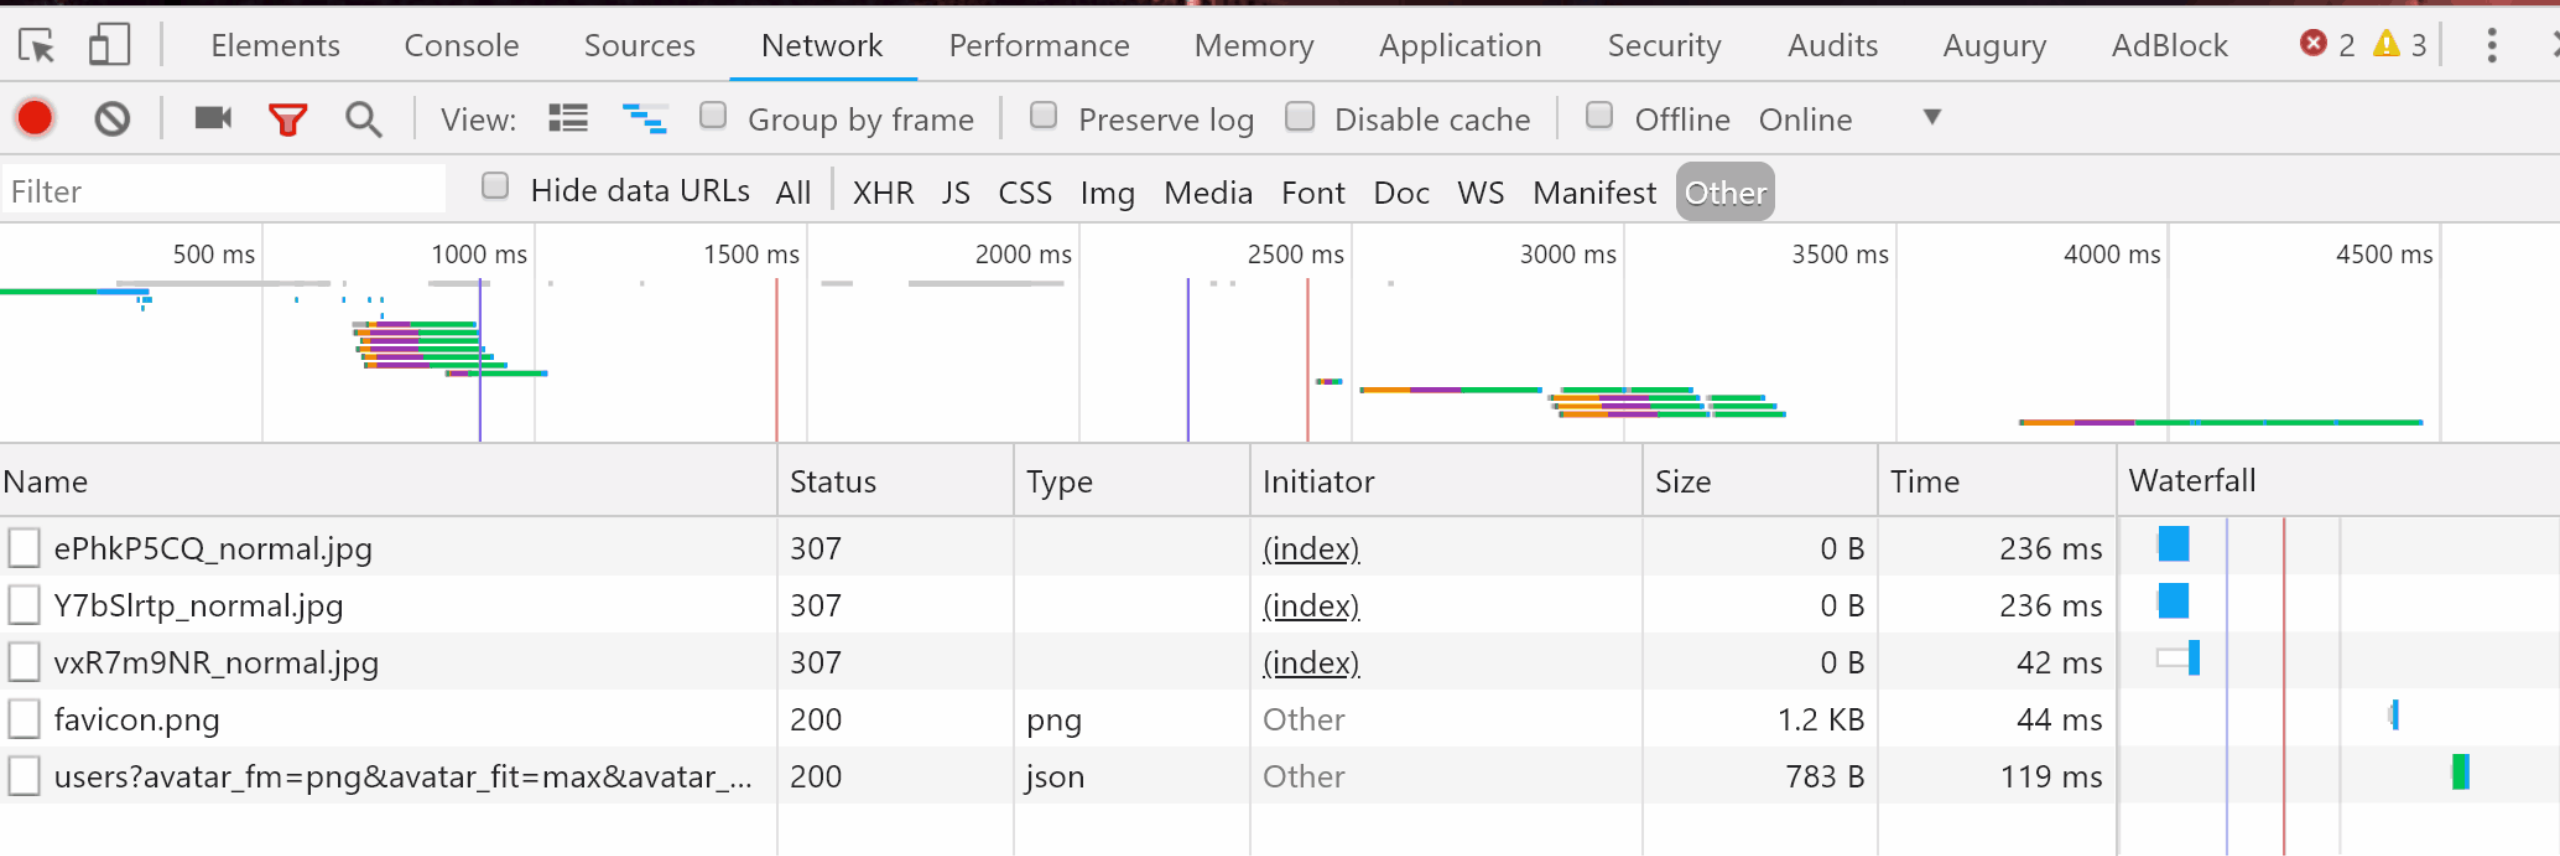 Elements Console Sources Network Performance Memory Application Security Audits Augury AdBlock 2 3
View: Group by frame Preserve log Disable cache Offline Online
Filter Hide data URLs All XHR JS CSS Img Media Font Doc WS Manifest Other
500 ms 1000 ms 1500 ms 2000 ms 2500 ms 3000 ms 3500 ms 4000 ms 4500 ms
Name Status Type Initiator Size Time Waterfall
ePhkP5CQ_normal.jpg 307 (index) 0 B 236 ms
Y7bSlrtp_normal.jpg 307 (index) 0 B 236 ms
vxR7m9NR_normal.jpg 307 (index) 0 B 42 ms
favicon.png 200 png Other 1.2 KB 44 ms
users?avatar_fm=png&avatar_fit=max&avatar_... 200 json Other 783 B 119 ms